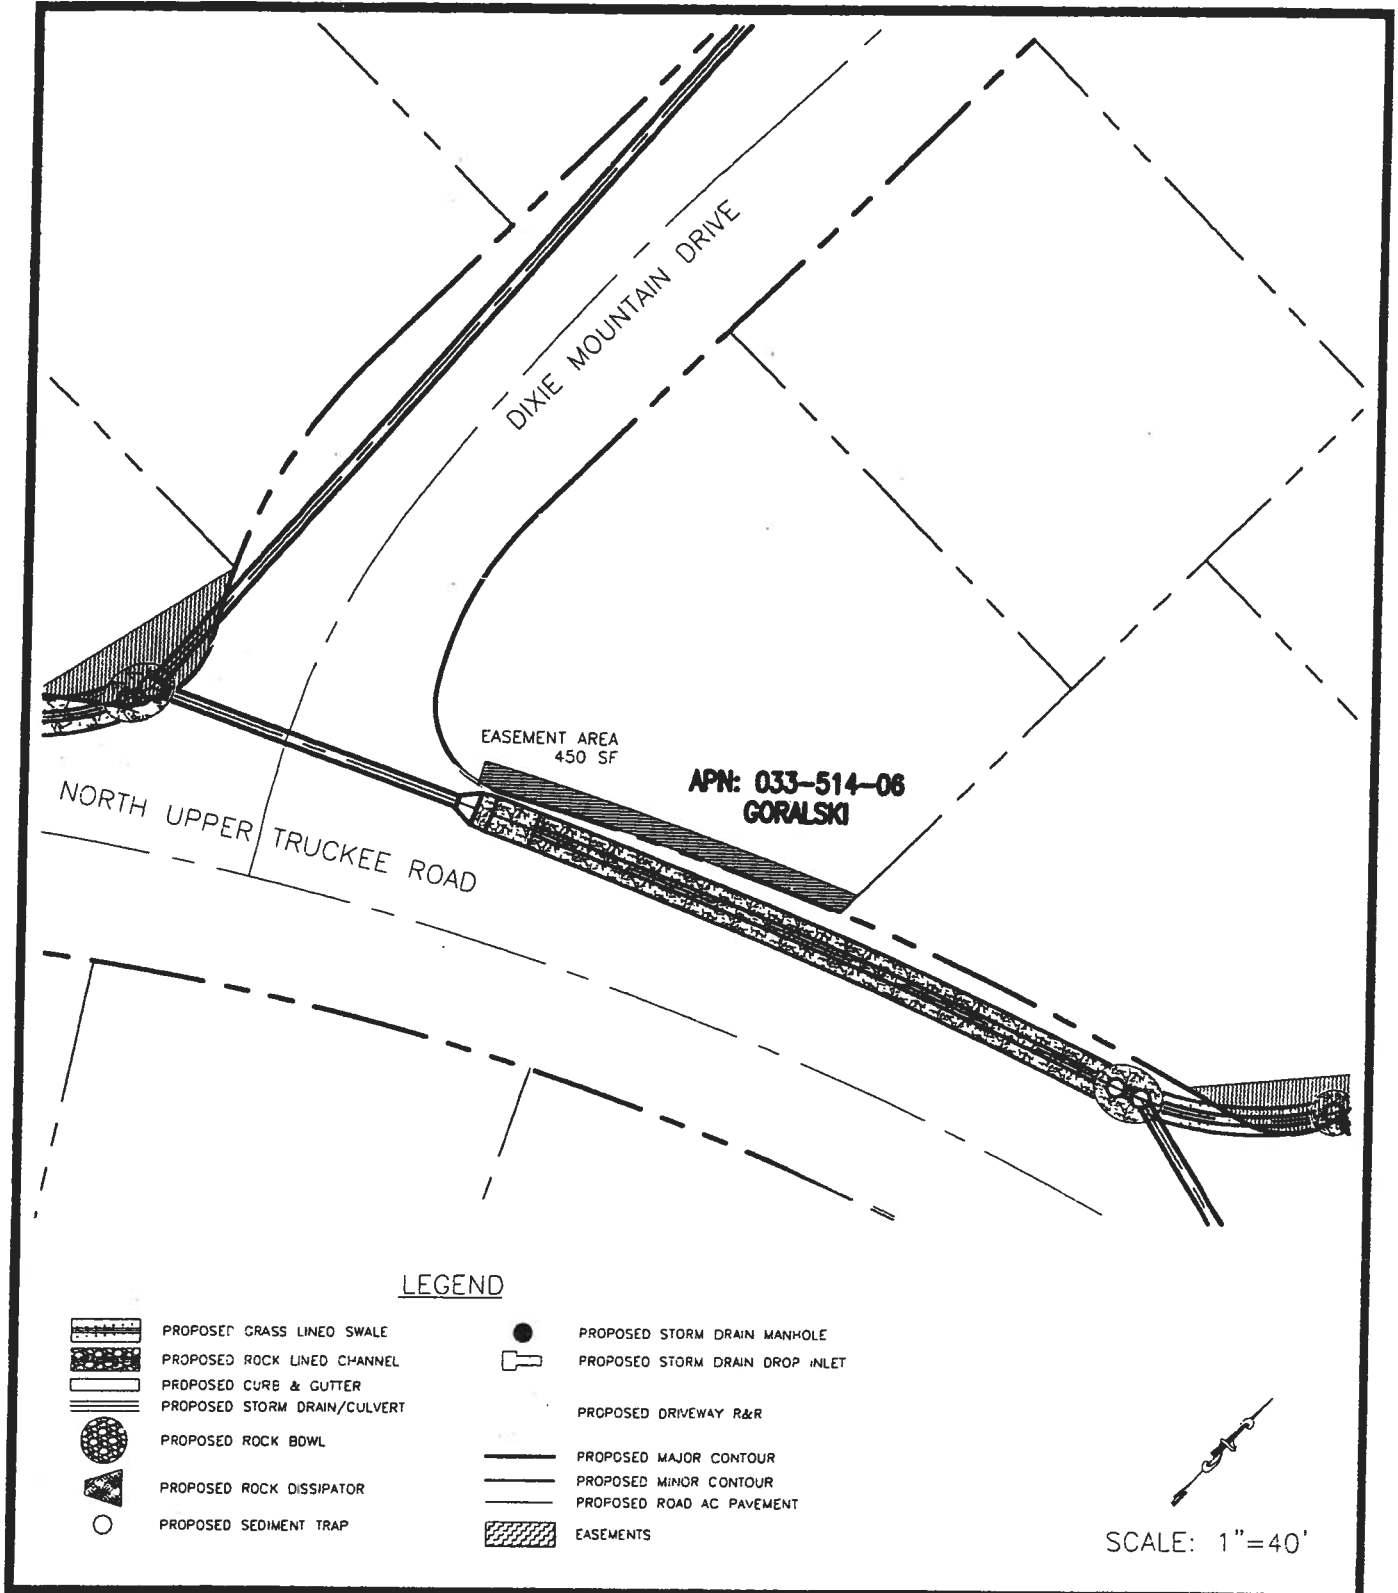 DIXIE MOUNTAIN DRIVE
EASEMENT AREA
450 SF
APN: 033-514-06
GORALSKI
NORTH UPPER TRUCKEE ROAD
LEGEND
PROPOSED GRASS LINED SWALE
PROPOSED ROCK LINED CHANNEL
PROPOSED CURB & GUTTER
PROPOSED STORM DRAIN/CULVERT
PROPOSED ROCK BOWL
PROPOSED ROCK DISSIPATOR
PROPOSED SEDIMENT TRAP
PROPOSED STORM DRAIN MANHOLE
PROPOSED STORM DRAIN DROP INLET
PROPOSED DRIVEWAY R&R
PROPOSED MAJOR CONTOUR
PROPOSED MINOR CONTOUR
PROPOSED ROAD AC PAVEMENT
EASEMENTS
SCALE: 1"=40'